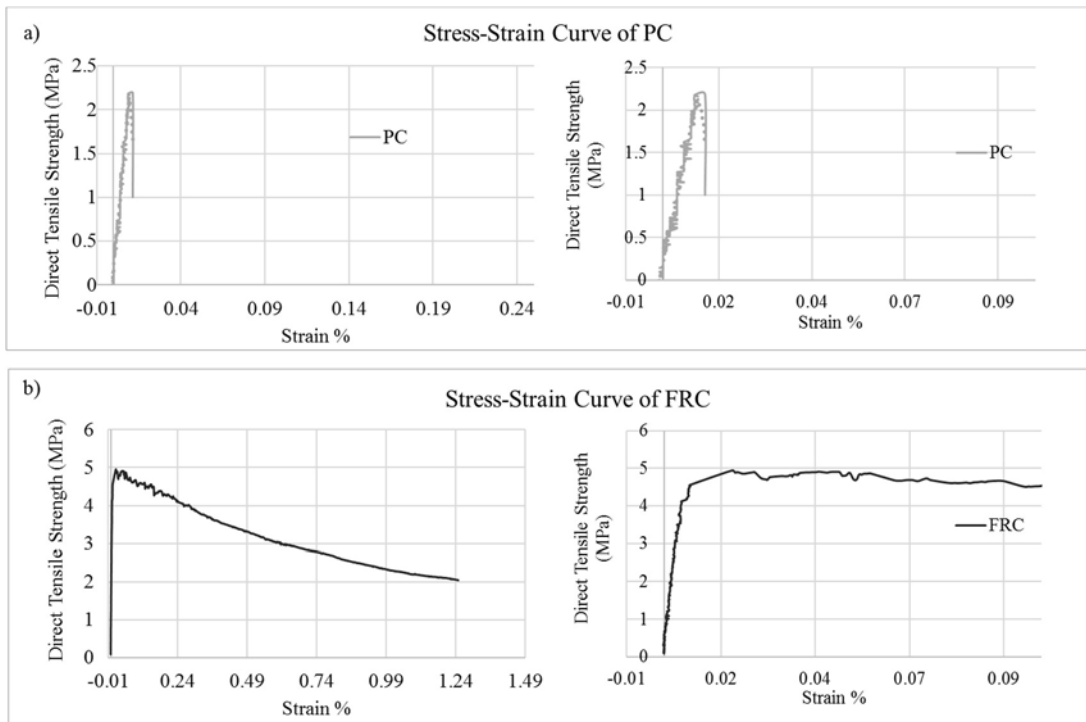 a)
Stress-Strain Curve of PC
Direct Tensile Strength (MPa)
2.5
2
1.5
1
0.5
0
-0.01 0.04 0.09 0.14 0.19 0.24
Strain %
PC
Direct Tensile Strength
(MPa)
2.5
2
1.5
1
0.5
0
-0.01 0.02 0.04 0.07 0.09
Strain %
PC
b)
Stress-Strain Curve of FRC
Direct Tensile Strength (MPa)
6
5
4
3
2
1
0
-0.01 0.24 0.49 0.74 0.99 1.24 1.49
Strain %
Direct Tensile Strength
(MPa)
6
5
4
3
2
1
0
-0.01 0.02 0.04 0.07 0.09
Strain %
FRC